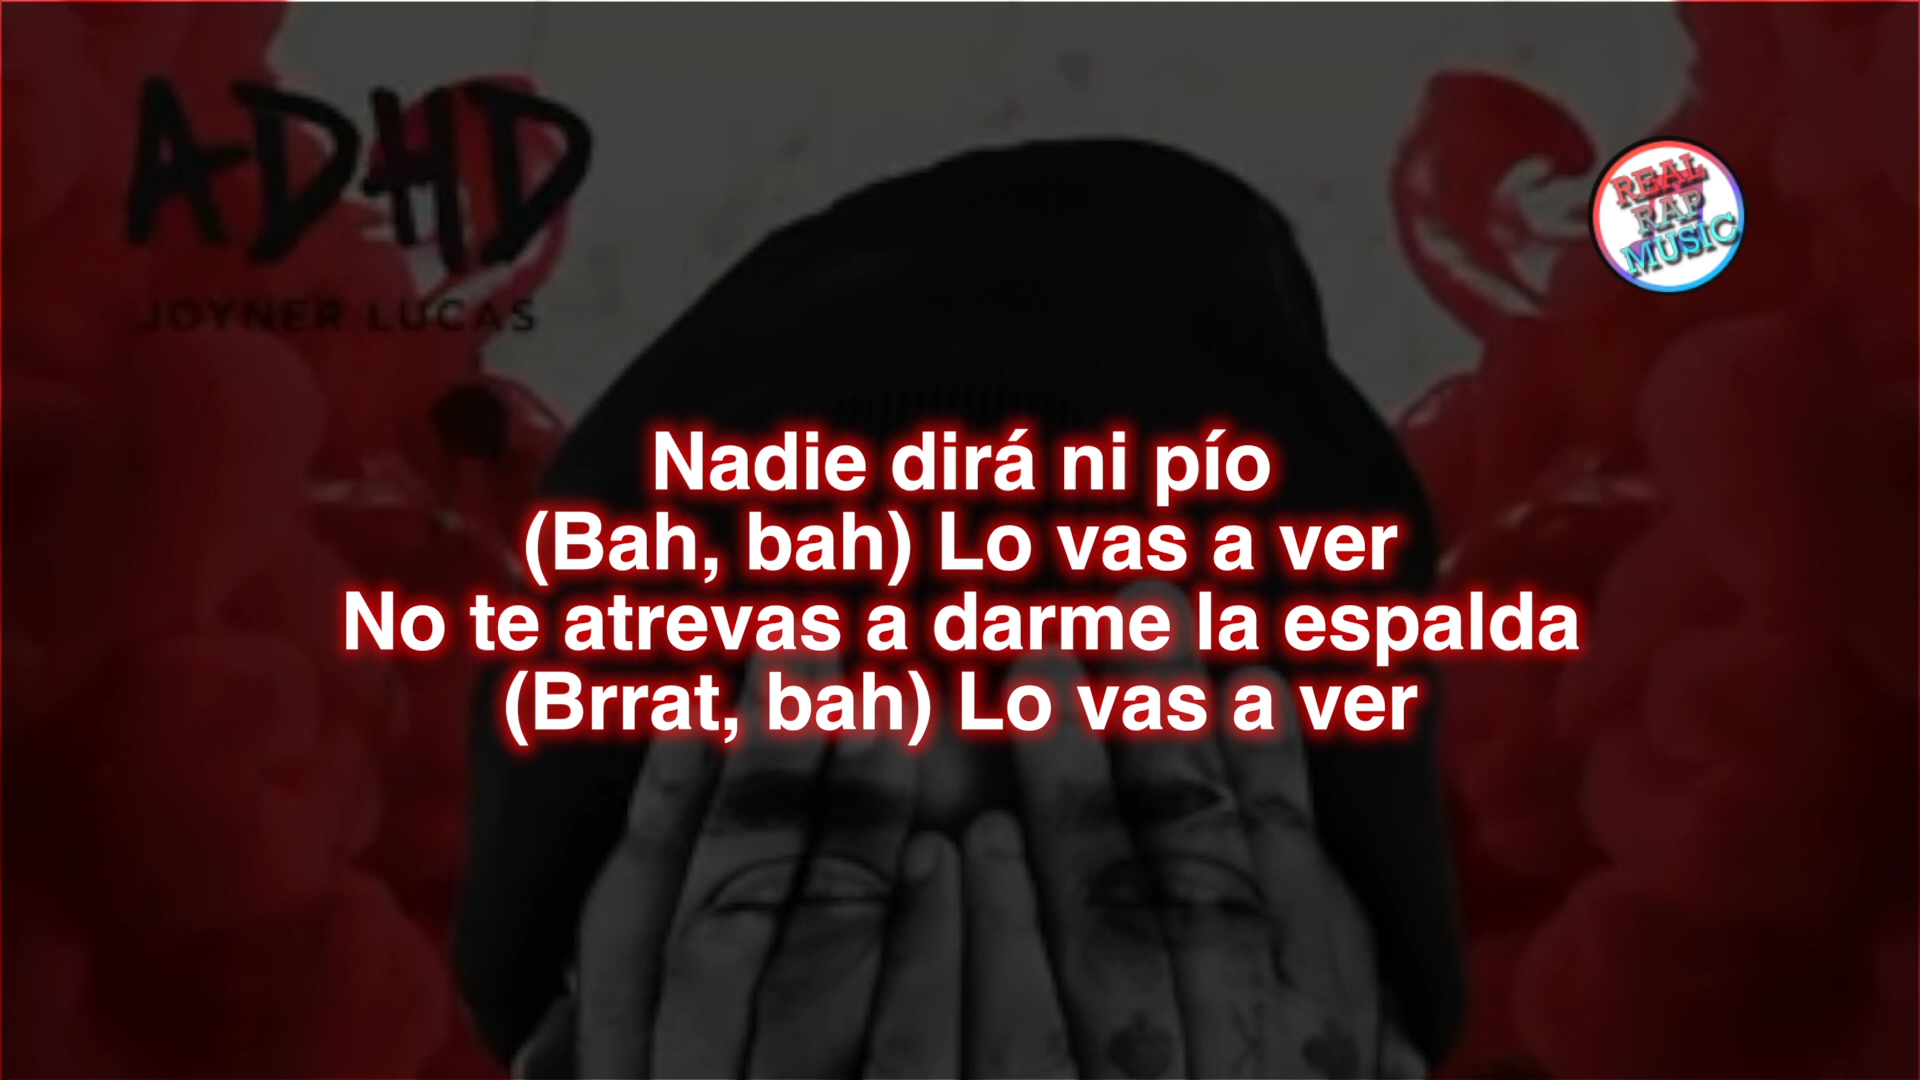 ADHD
JOYNER LUCAS
REAL
RAP
MUSIC
Nadie dirá ni pío
(Bah, bah) Lo vas a ver
No te atrevas a darme la espalda
(Brrat, bah) Lo vas a ver